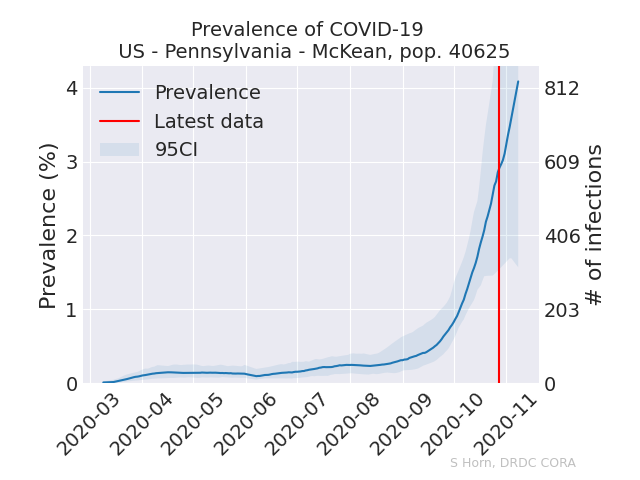 Prevalence of COVID-19
US - Pennsylvania - McKean, pop. 40625
Prevalence
Latest data
95CI
Prevalence (%)
4
3
2
1
0
812
609
406
203
0
# of infections
2020-03
2020-04
2020-05
2020-06
2020-07
2020-08
2020-09
2020-10
2020-11
S Horn, DRDC CORA